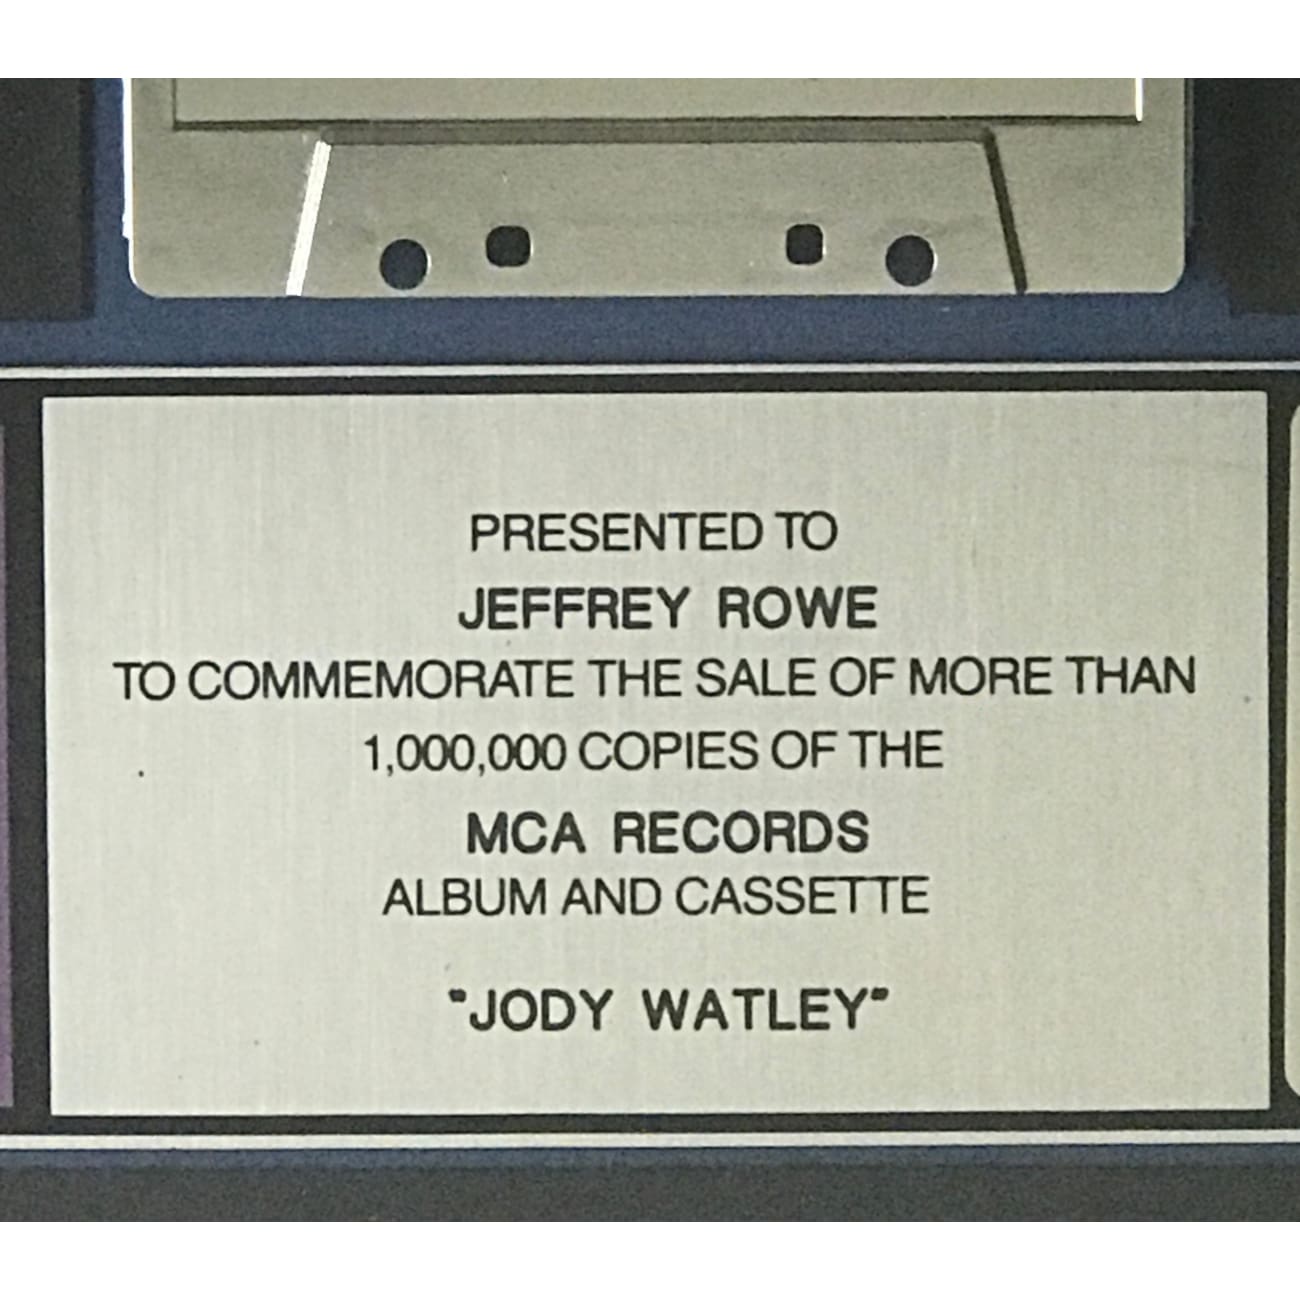 PRESENTED TO
JEFFREY ROWE
TO COMMEMORATE THE SALE OF MORE THAN
1,000,000 COPIES OF THE
MCA RECORDS
ALBUM AND CASSETTE
"JODY WATLEY"